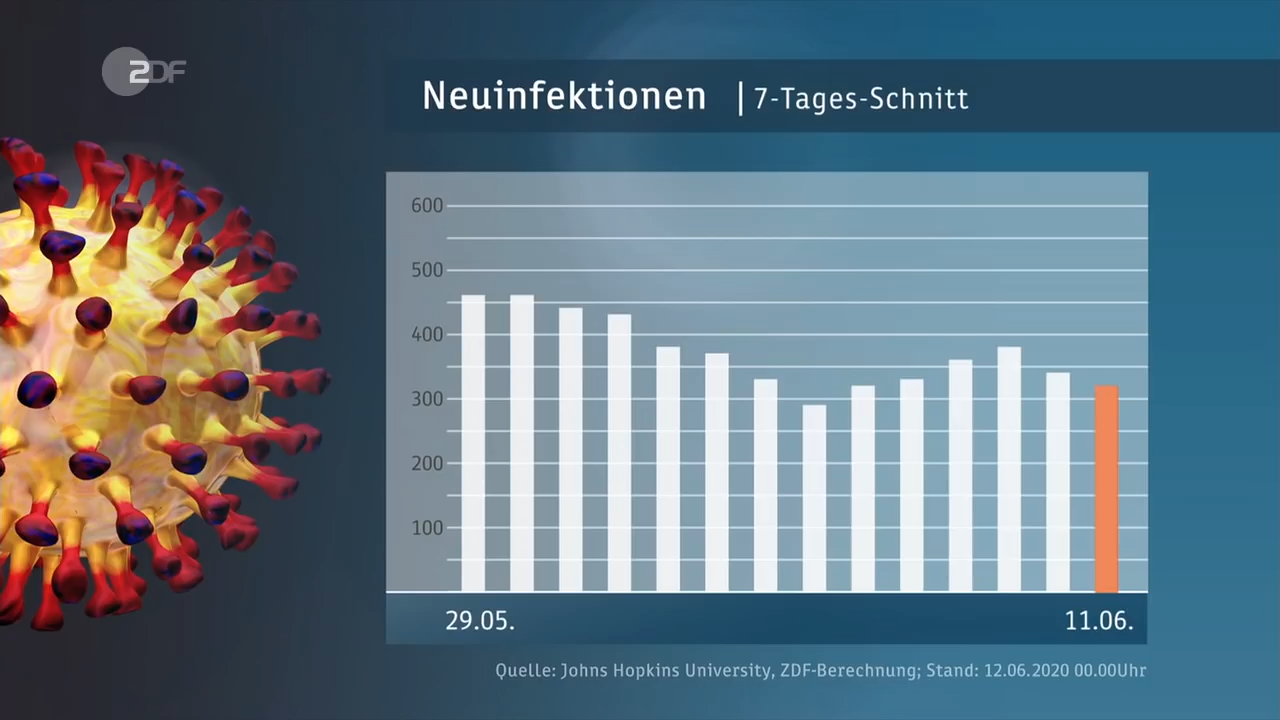 ZDF
Neuinfektionen | 7-Tages-Schnitt
600
500
400
300
200
100
29.05. 11.06.
Quelle: Johns Hopkins University, ZDF-Berechnung; Stand: 12.06.2020 00.00Uhr